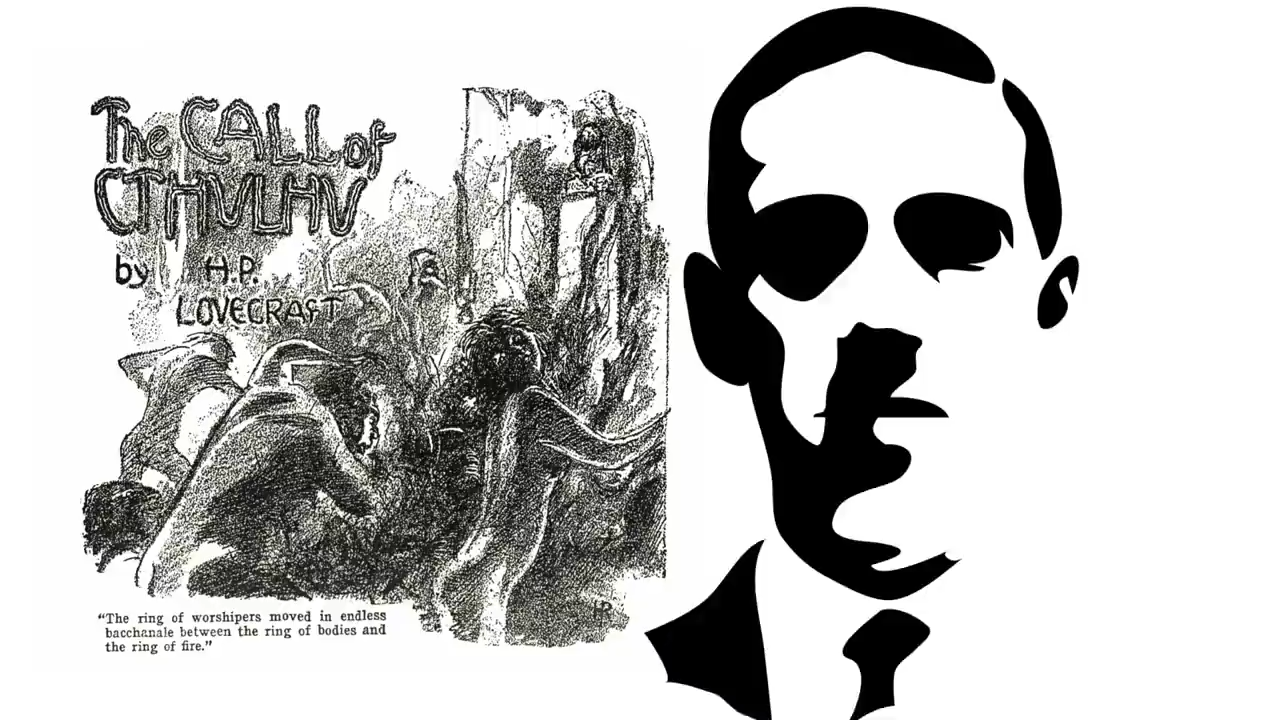 The CALL of
CTHULHU
by H.P.
LOVECRAFT
"The ring of worshipers moved in endless
bacchanale between the ring of bodies and
the ring of fire."